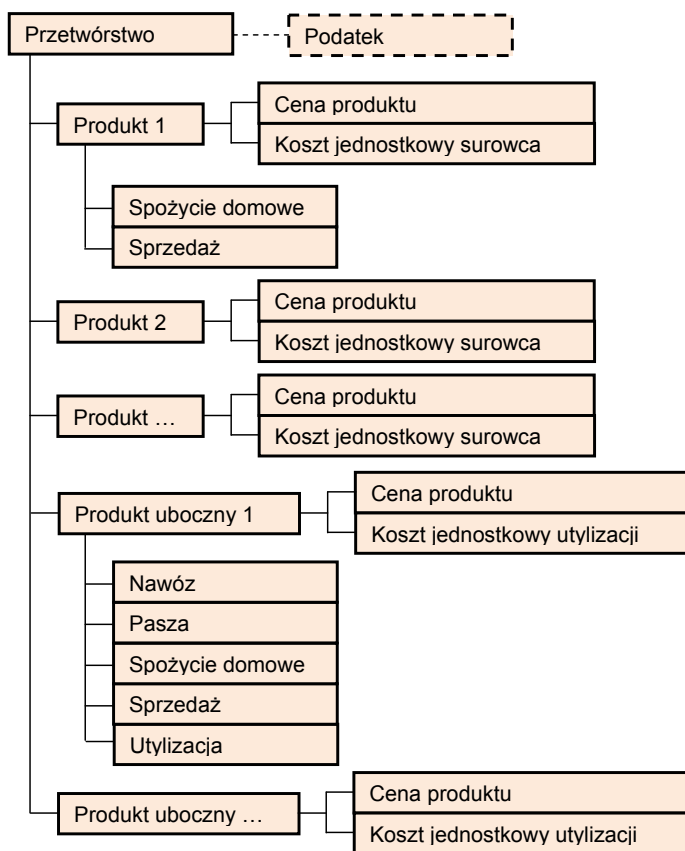 Przetwórstwo
Podatek
Produkt 1
Cena produktu
Koszt jednostkowy surowca
Spożycie domowe
Sprzedaż
Produkt 2
Cena produktu
Koszt jednostkowy surowca
Produkt …
Cena produktu
Koszt jednostkowy surowca
Produkt uboczny 1
Cena produktu
Koszt jednostkowy utylizacji
Nawóz
Pasza
Spożycie domowe
Sprzedaż
Utylizacja
Produkt uboczny …
Cena produktu
Koszt jednostkowy utylizacji